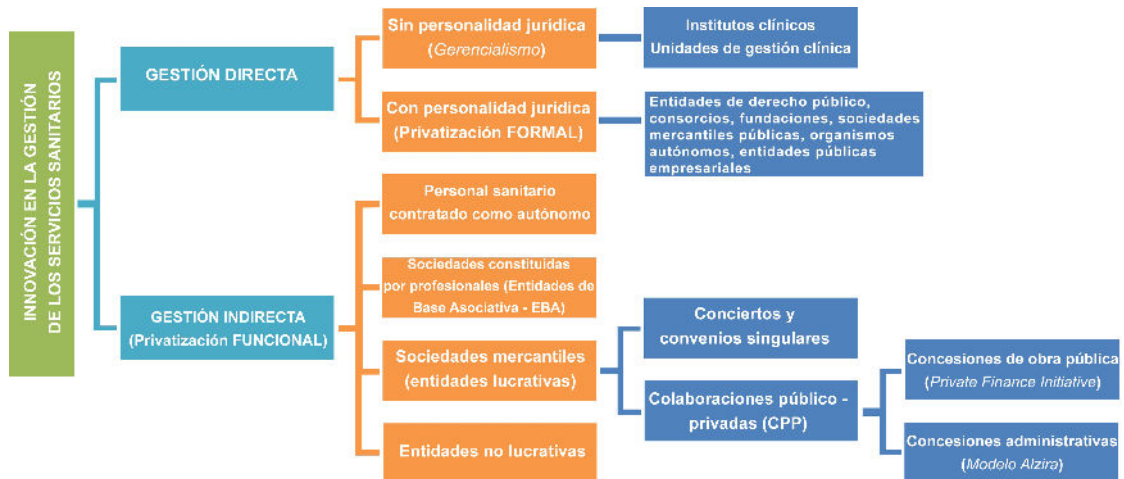 INNOVACIÓN EN LA GESTIÓN
DE LOS SERVICIOS SANITARIOS
GESTIÓN DIRECTA
Sin personalidad jurídica
(Gerencialismo)
Institutos clínicos
Unidades de gestión clínica
Con personalidad jurídica
(Privatización FORMAL)
Entidades de derecho público,
consorcios, fundaciones, sociedades
mercantiles públicas, organismos
autónomos, entidades públicas
empresariales
GESTIÓN INDIRECTA
(Privatización FUNCIONAL)
Personal sanitario
contratado como autónomo
Sociedades constituidas
por profesionales (Entidades de
Base Asociativa - EBA)
Sociedades mercantiles
(entidades lucrativas)
Conciertos y
convenios singulares
Colaboraciones público -
privadas (CPP)
Concesiones de obra pública
(Private Finance Initiative)
Concesiones administrativas
(Modolo Alzira)
Entidades no lucrativas